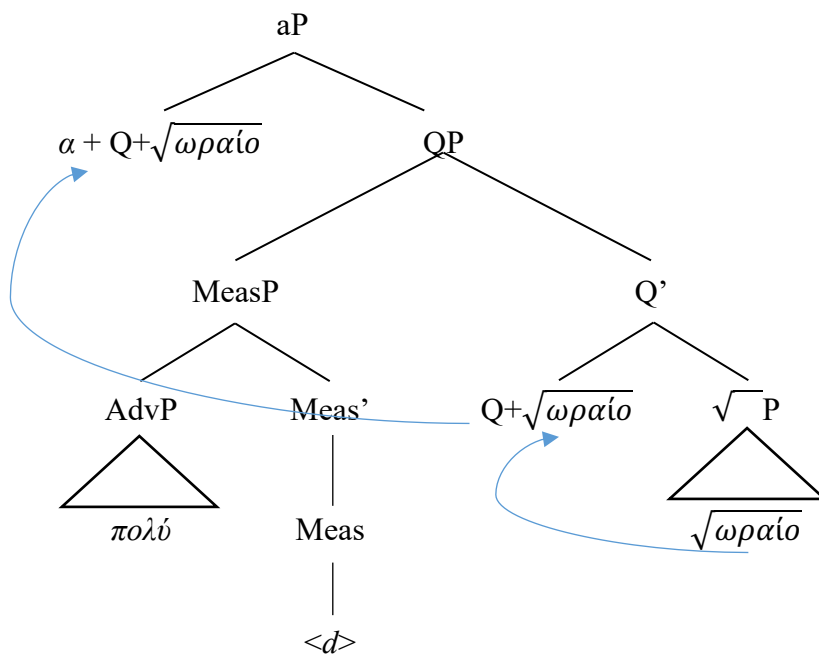 aP
α + Q+√ωραίο QP
MeasP Q’
AdvP Meas’ Q+√ωραίο √ P
πολύ Meas √ωραίο
<d>